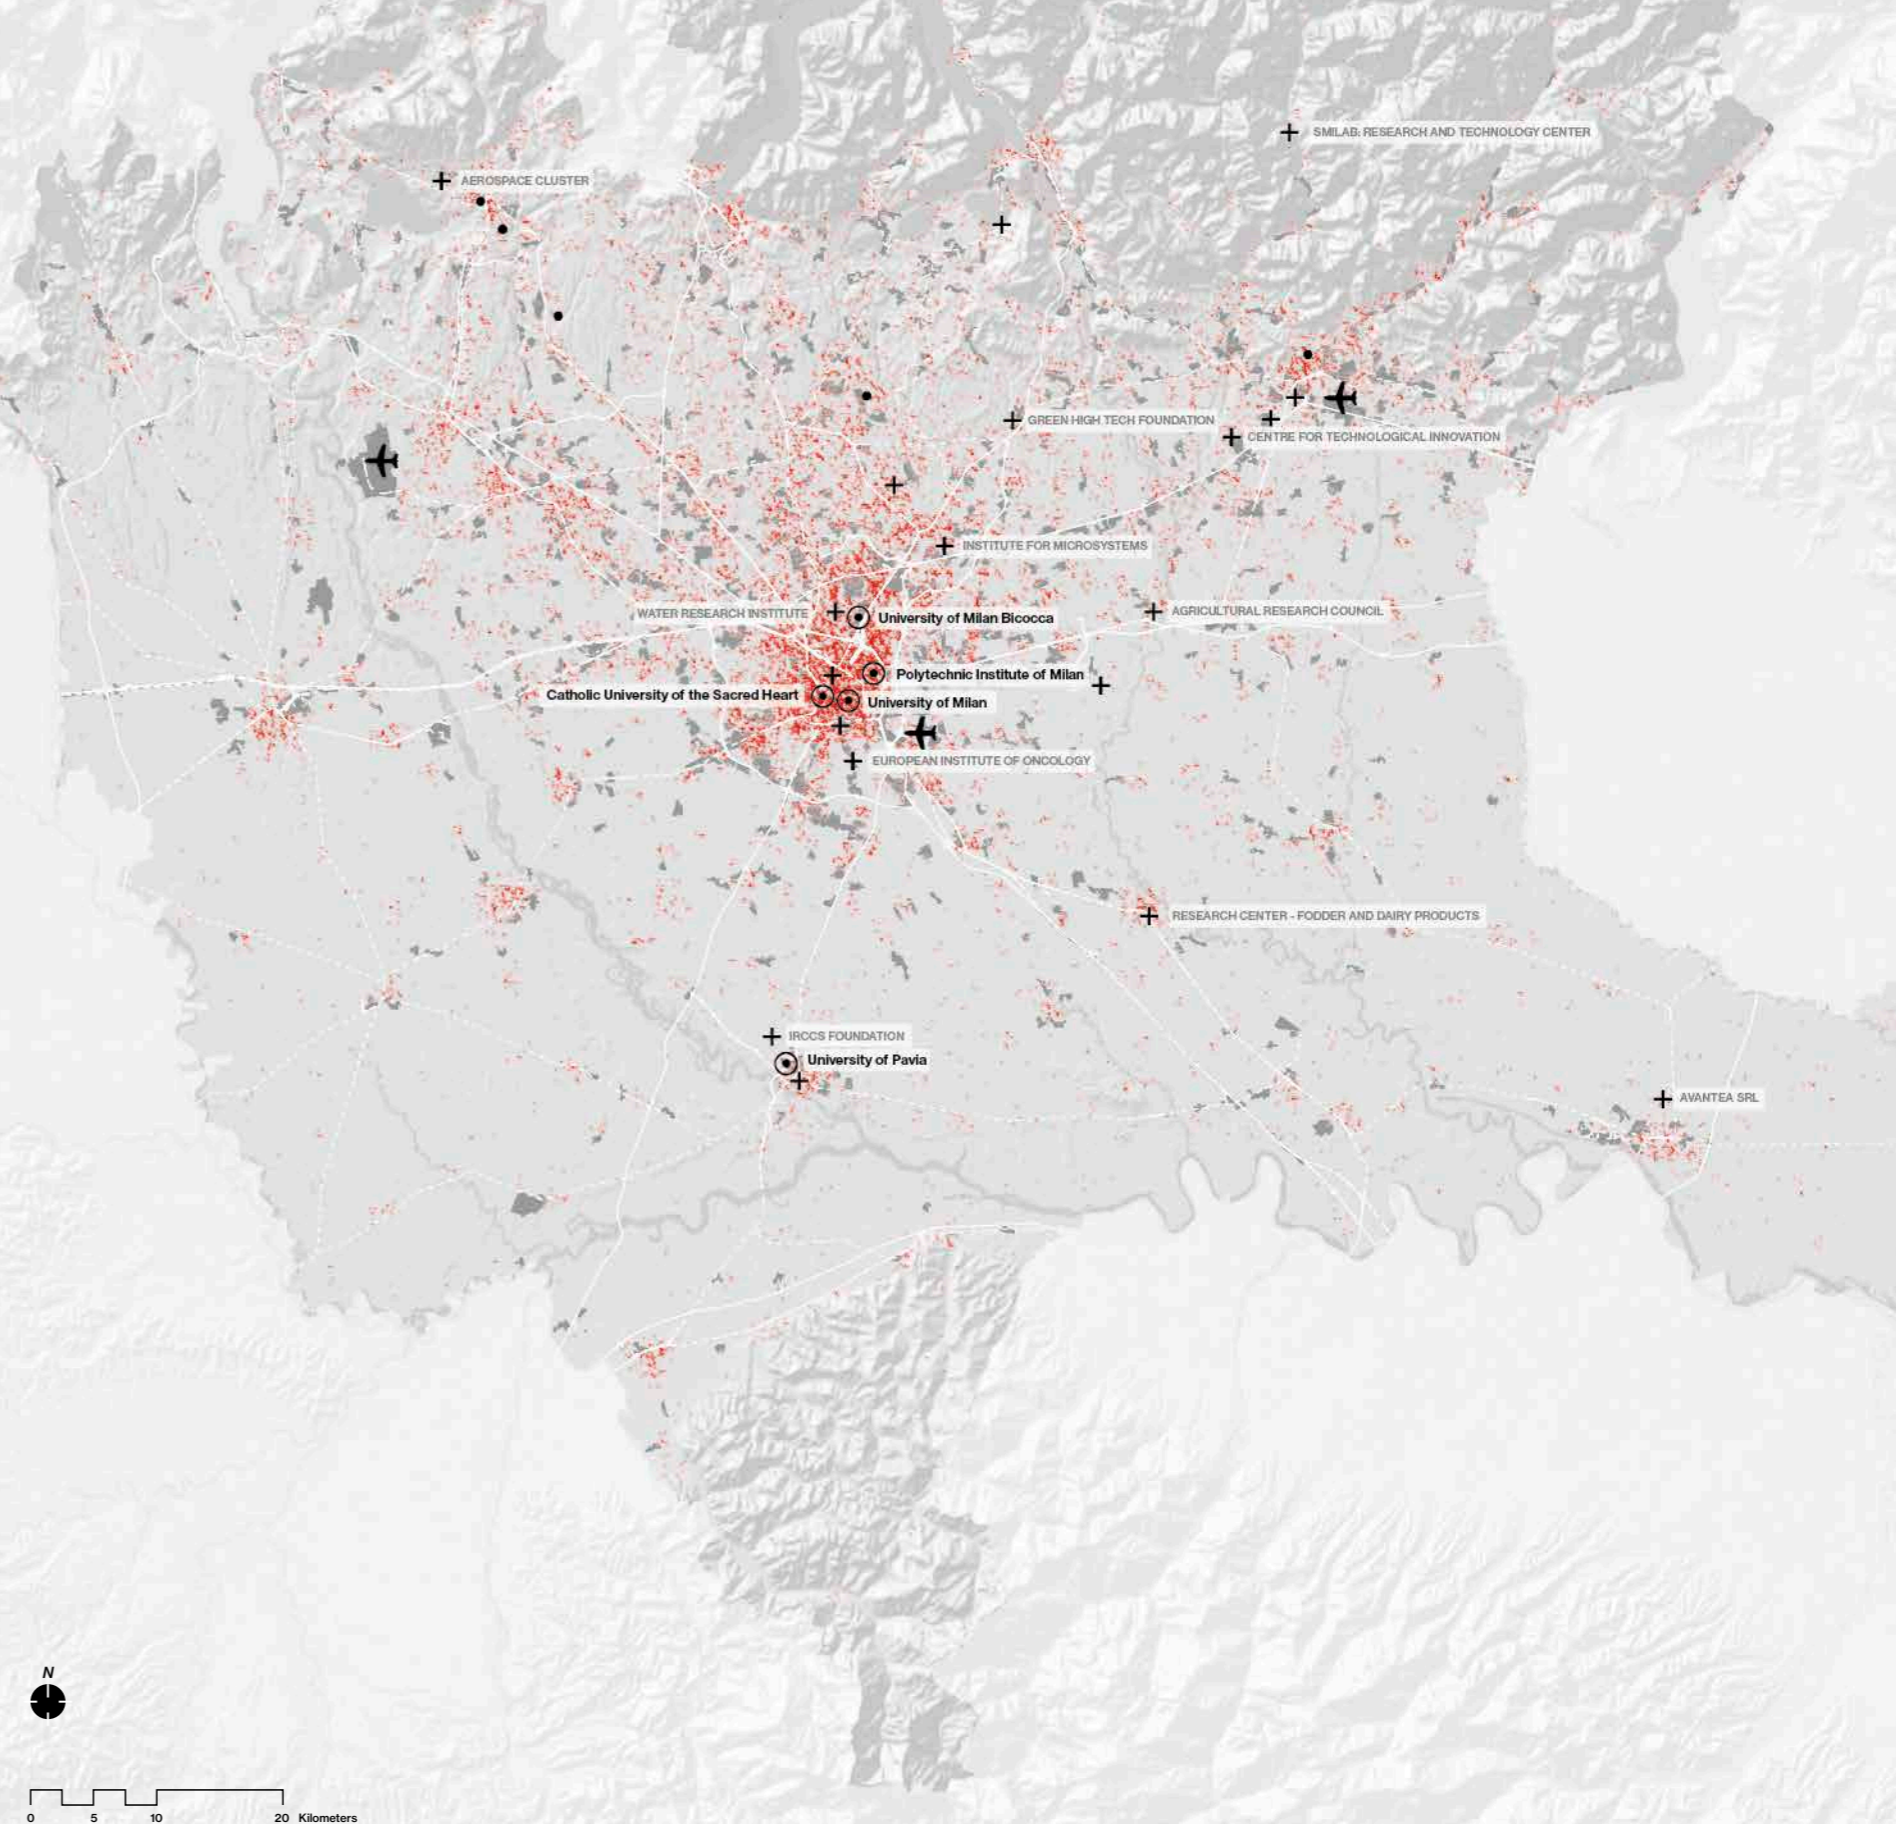 SMILAB: RESEARCH AND TECHNOLOGY CENTER
AEROSPACE CLUSTER
GREEN HIGH TECH FOUNDATION
CENTRE FOR TECHNOLOGICAL INNOVATION
INSTITUTE FOR MICROSYSTEMS
WATER RESEARCH INSTITUTE
University of Milan Bicocca
AGRICULTURAL RESEARCH COUNCIL
Polytechnic Institute of Milan
Catholic University of the Sacred Heart
University of Milan
EUROPEAN INSTITUTE OF ONCOLOGY
RESEARCH CENTER - FODDER AND DAIRY PRODUCTS
IRCCS FOUNDATION
University of Pavia
AVANTEA SRL
N
0 5 10 20 Kilometers